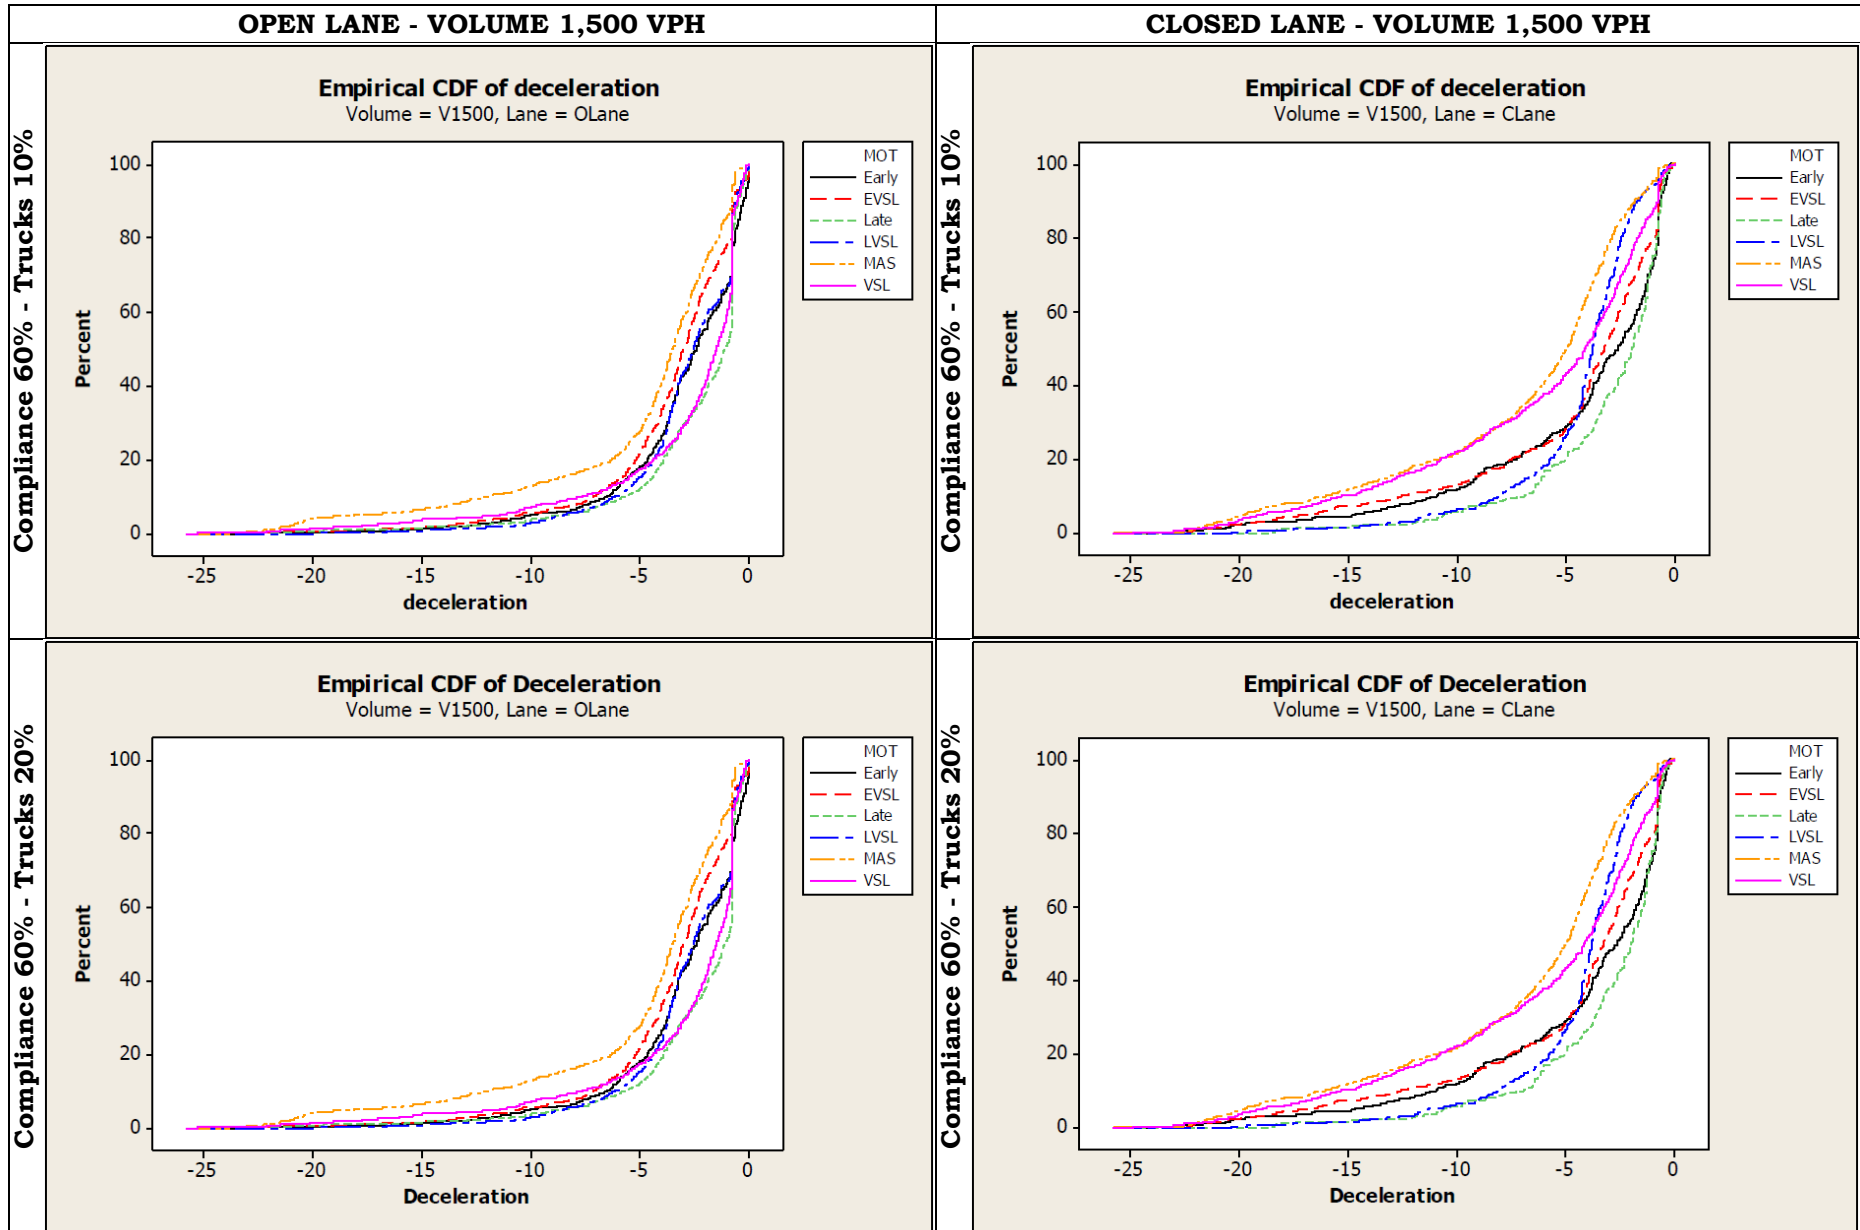 OPEN LANE - VOLUME 1,500 VPH
CLOSED LANE - VOLUME 1,500 VPH
Compliance 60% - Trucks 10%
Empirical CDF of deceleration
Volume = V1500, Lane = OLane
Percent
100
80
60
40
20
0
-25 -20 -15 -10 -5 0
deceleration
MOT
Early
EVSL
Late
LVSL
MAS
VSL
Compliance 60% - Trucks 10%
Empirical CDF of deceleration
Volume = V1500, Lane = CLane
Percent
100
80
60
40
20
0
-25 -20 -15 -10 -5 0
deceleration
MOT
Early
EVSL
Late
LVSL
MAS
VSL
Compliance 60% - Trucks 20%
Empirical CDF of Deceleration
Volume = V1500, Lane = OLane
Percent
100
80
60
40
20
0
-25 -20 -15 -10 -5 0
Deceleration
MOT
Early
EVSL
Late
LVSL
MAS
VSL
Compliance 60% - Trucks 20%
Empirical CDF of Deceleration
Volume = V1500, Lane = CLane
Percent
100
80
60
40
20
0
-25 -20 -15 -10 -5 0
Deceleration
MOT
Early
EVSL
Late
LVSL
MAS
VSL